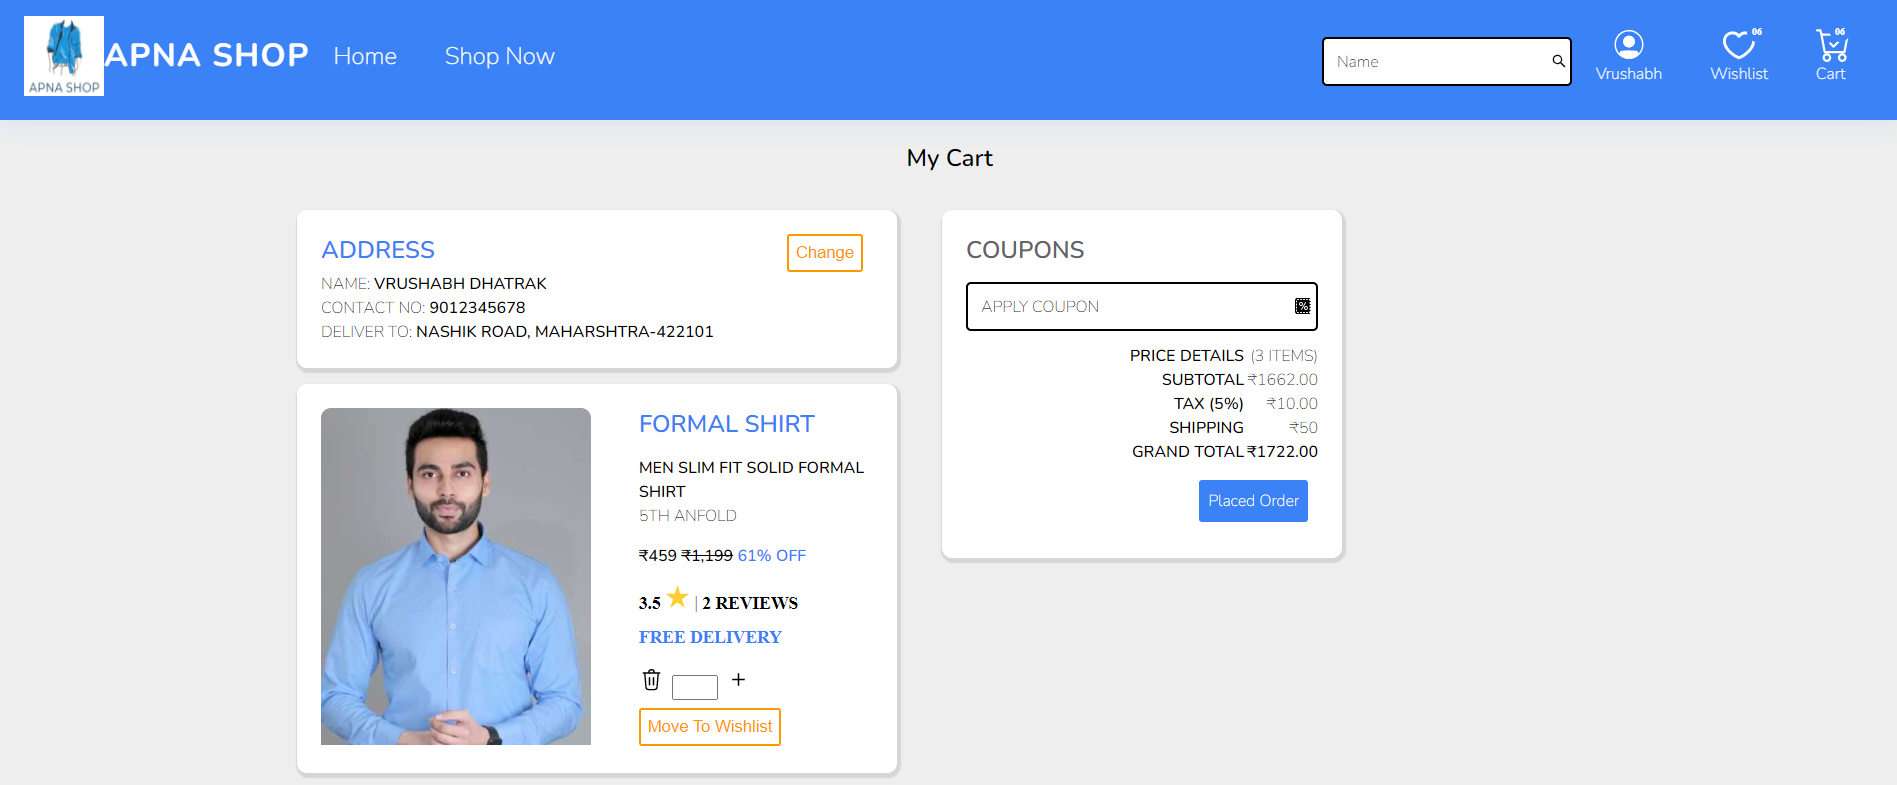 APNA SHOP
APNA SHOP
Home
Shop Now
Name
Vrushabh
06
Wishlist
06
Cart
My Cart
ADDRESS
Change
NAME: VRUSHABH DHATRAK
CONTACT NO: 9012345678
DELIVER TO: NASHIK ROAD, MAHARSHTRA-422101
FORMAL SHIRT
MEN SLIM FIT SOLID FORMAL
SHIRT
5TH ANFOLD
₹459 ₹1,199 61% OFF
3.5 ★ | 2 REVIEWS
FREE DELIVERY
Move To Wishlist
COUPONS
APPLY COUPON
PRICE DETAILS (3 ITEMS)
SUBTOTAL ₹1662.00
TAX (5%) ₹10.00
SHIPPING ₹50
GRAND TOTAL ₹1722.00
Placed Order